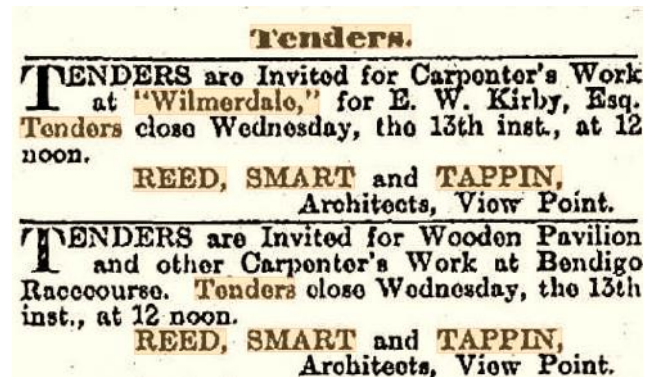 Tenders.
TENDERS are Invited for Carpenter's Work
at "Wilmerdale," for E. W. Kirby, Esq.
Tenders close Wednesday, the 13th inst., at 12
noon.
REED, SMART and TAPPIN,
Architects, View Point.
TENDERS are Invited for Wooden Pavilion
and other Carpenter's Work at Bendigo
Racecourse. Tenders close Wednesday, the 13th
inst., at 12 noon.
REED, SMART and TAPPIN,
Architects, View Point.